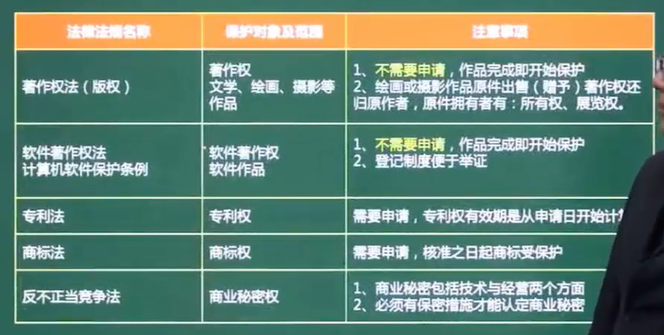 法律法规名称 保护对象及范围 注意事项
著作权法（版权）
著作权
文学、绘画、摄影等
作品
1、不需要申请，作品完成即开始保护
2、绘画或摄影作品原件出售（赠予）著作权还
归原作者，原件拥有者有：所有权、展览权。
软件著作权法
计算机软件保护条例
软件著作权
软件作品
1、不需要申请，作品完成即开始保护
2、登记制度便于举证
专利法 专利权 需要申请，专利权有效期是从申请日开始计
商标法 商标权 需要申请，核准之日起商标受保护
反不正当竞争法 商业秘密权
1、商业秘密包括技术与经营两个方面
2、必须有保密措施才能认定商业秘密